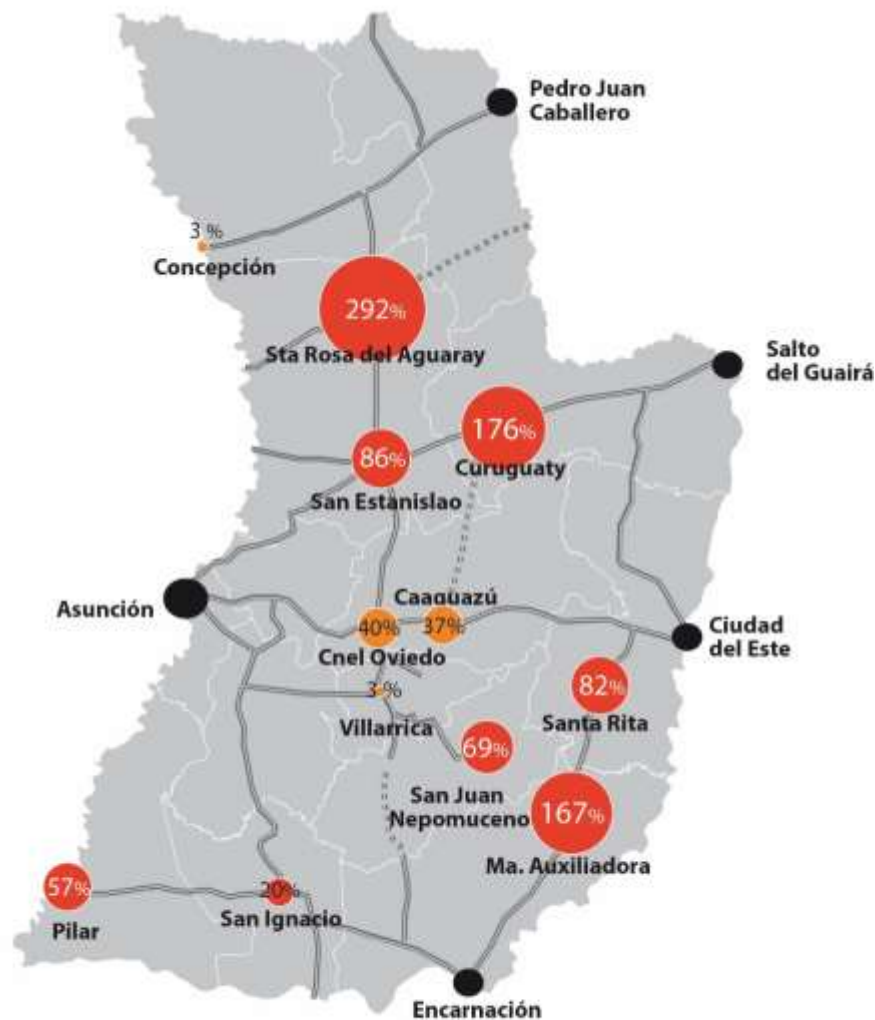 Pedro Juan
Caballero
3 %
Concepción
292%
Sta Rosa del Aguaray
Salto
del Guairá
176%
Curuguaty
86%
San Estanislao
Asunción
Caaguazú
40%
37%
Cnel Oviedo
Ciudad
del Este
3 %
Villarrica
82%
Santa Rita
69%
San Juan
Nepomuceno
167%
Ma. Auxiliadora
57%
Pilar
20%
San Ignacio
Encarnación